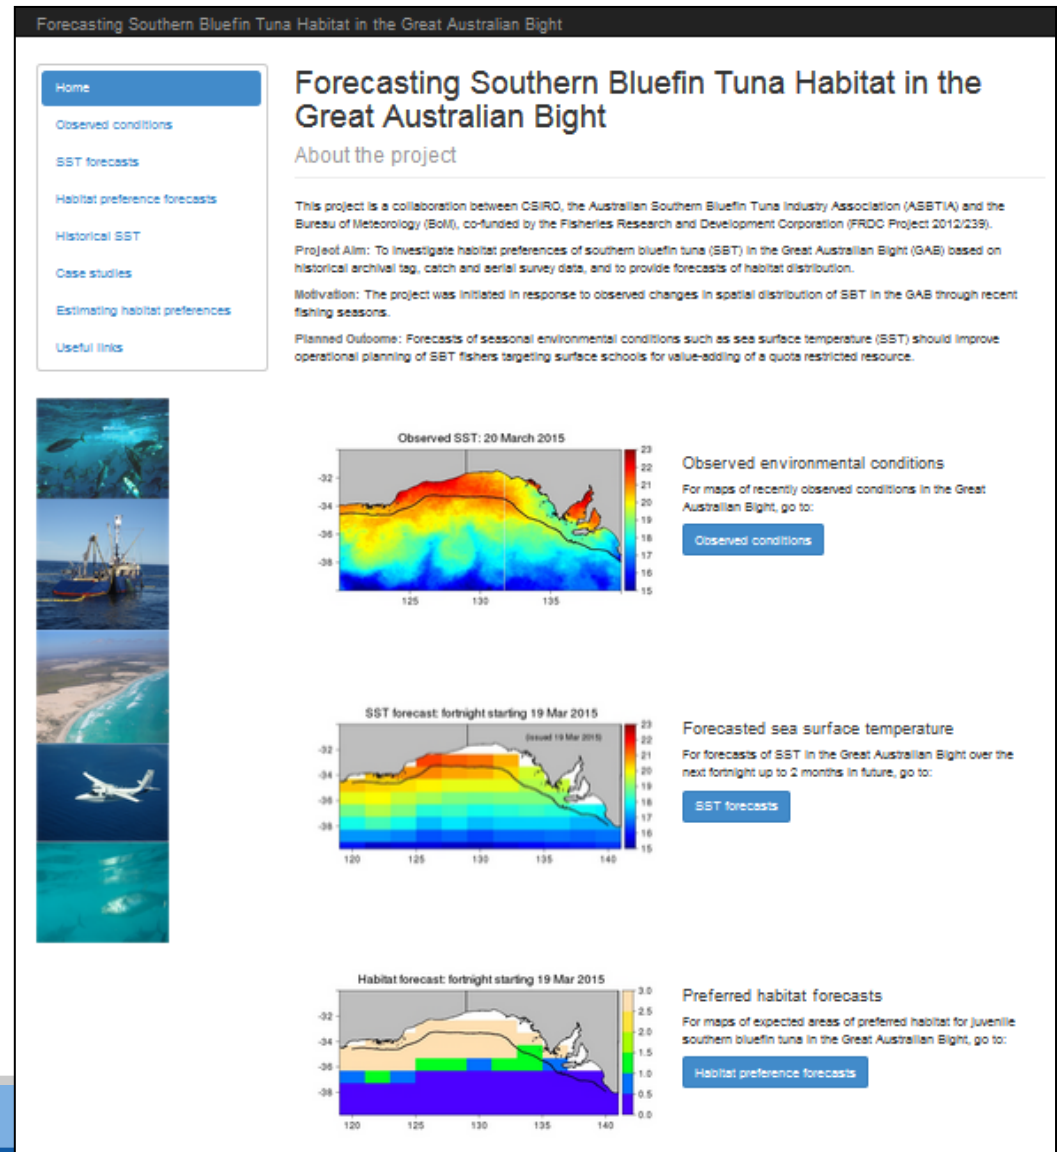 Forecasting Southern Bluefin Tuna Habitat in the Great Australian Bight
Home
Observed conditions
SST forecasts
Habitat preference forecasts
Historical SST
Case studies
Estimating habitat preferences
Useful links
Forecasting Southern Bluefin Tuna Habitat in the
Great Australian Bight
About the project
This project is a collaboration between CSIRO, the Australian Southern Bluefin Tuna Industry Association (ASBTIA) and the
Bureau of Meteorology (BoM), co-funded by the Fisheries Research and Development Corporation (FRDC Project 2012/239).
Project Aim: To investigate habitat preferences of southern bluefin tuna (SBT) in the Great Australian Bight (GAB) based on
historical archival tag, catch and aerial survey data, and to provide forecasts of habitat distribution.
Motivation: The project was initiated in response to observed changes in spatial distribution of SBT in the GAB through recent
fishing seasons.
Planned Outcome: Forecasts of seasonal environmental conditions such as sea surface temperature (SST) should improve
operational planning of SBT fishers targeting surface schools for value-adding of a quota restricted resource.
Observed SST: 20 March 2015
-32
-34
-36
-38
125 130 135
23
22
21
20
19
18
17
16
15
Observed environmental conditions
For maps of recently observed conditions in the Great
Australian Bight, go to:
Observed conditions
SST forecast: fortnight starting 19 Mar 2015
(issued 19 Mar 2015)
-32
-34
-36
-38
120 125 130 135 140
23
22
21
20
19
18
17
16
15
Forecasted sea surface temperature
For forecasts of SST in the Great Australian Bight over the
next fortnight up to 2 months in future, go to:
SST forecasts
Habitat forecast: fortnight starting 19 Mar 2015
-32
-34
-36
-38
120 125 130 135 140
3.0
2.5
2.0
1.5
1.0
0.5
0.0
Preferred habitat forecasts
For maps of expected areas of preferred habitat for juvenile
southern bluefin tuna in the Great Australian Bight, go to:
Habitat preference forecasts